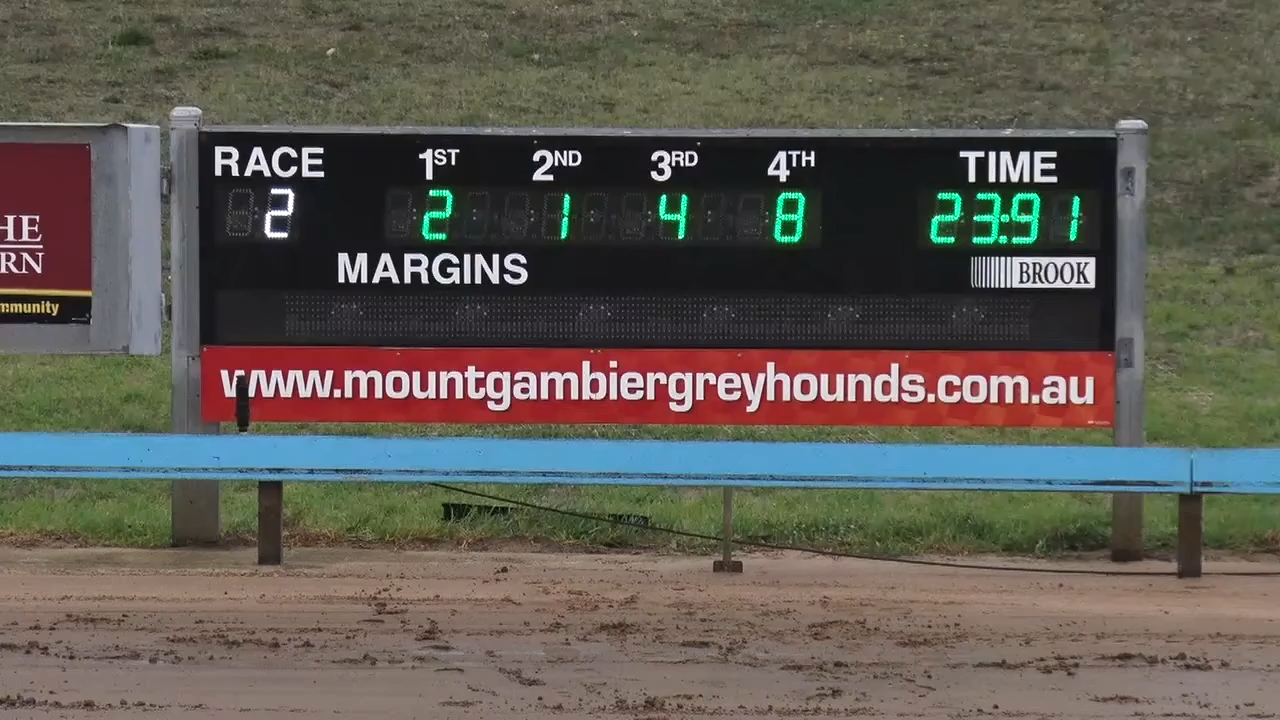 RACE 1ST 2ND 3RD 4TH TIME
2 2 1 4 8 23:91
MARGINS
BROOK
www.mountgambiergreyhounds.com.au
HE
RN
mmunity